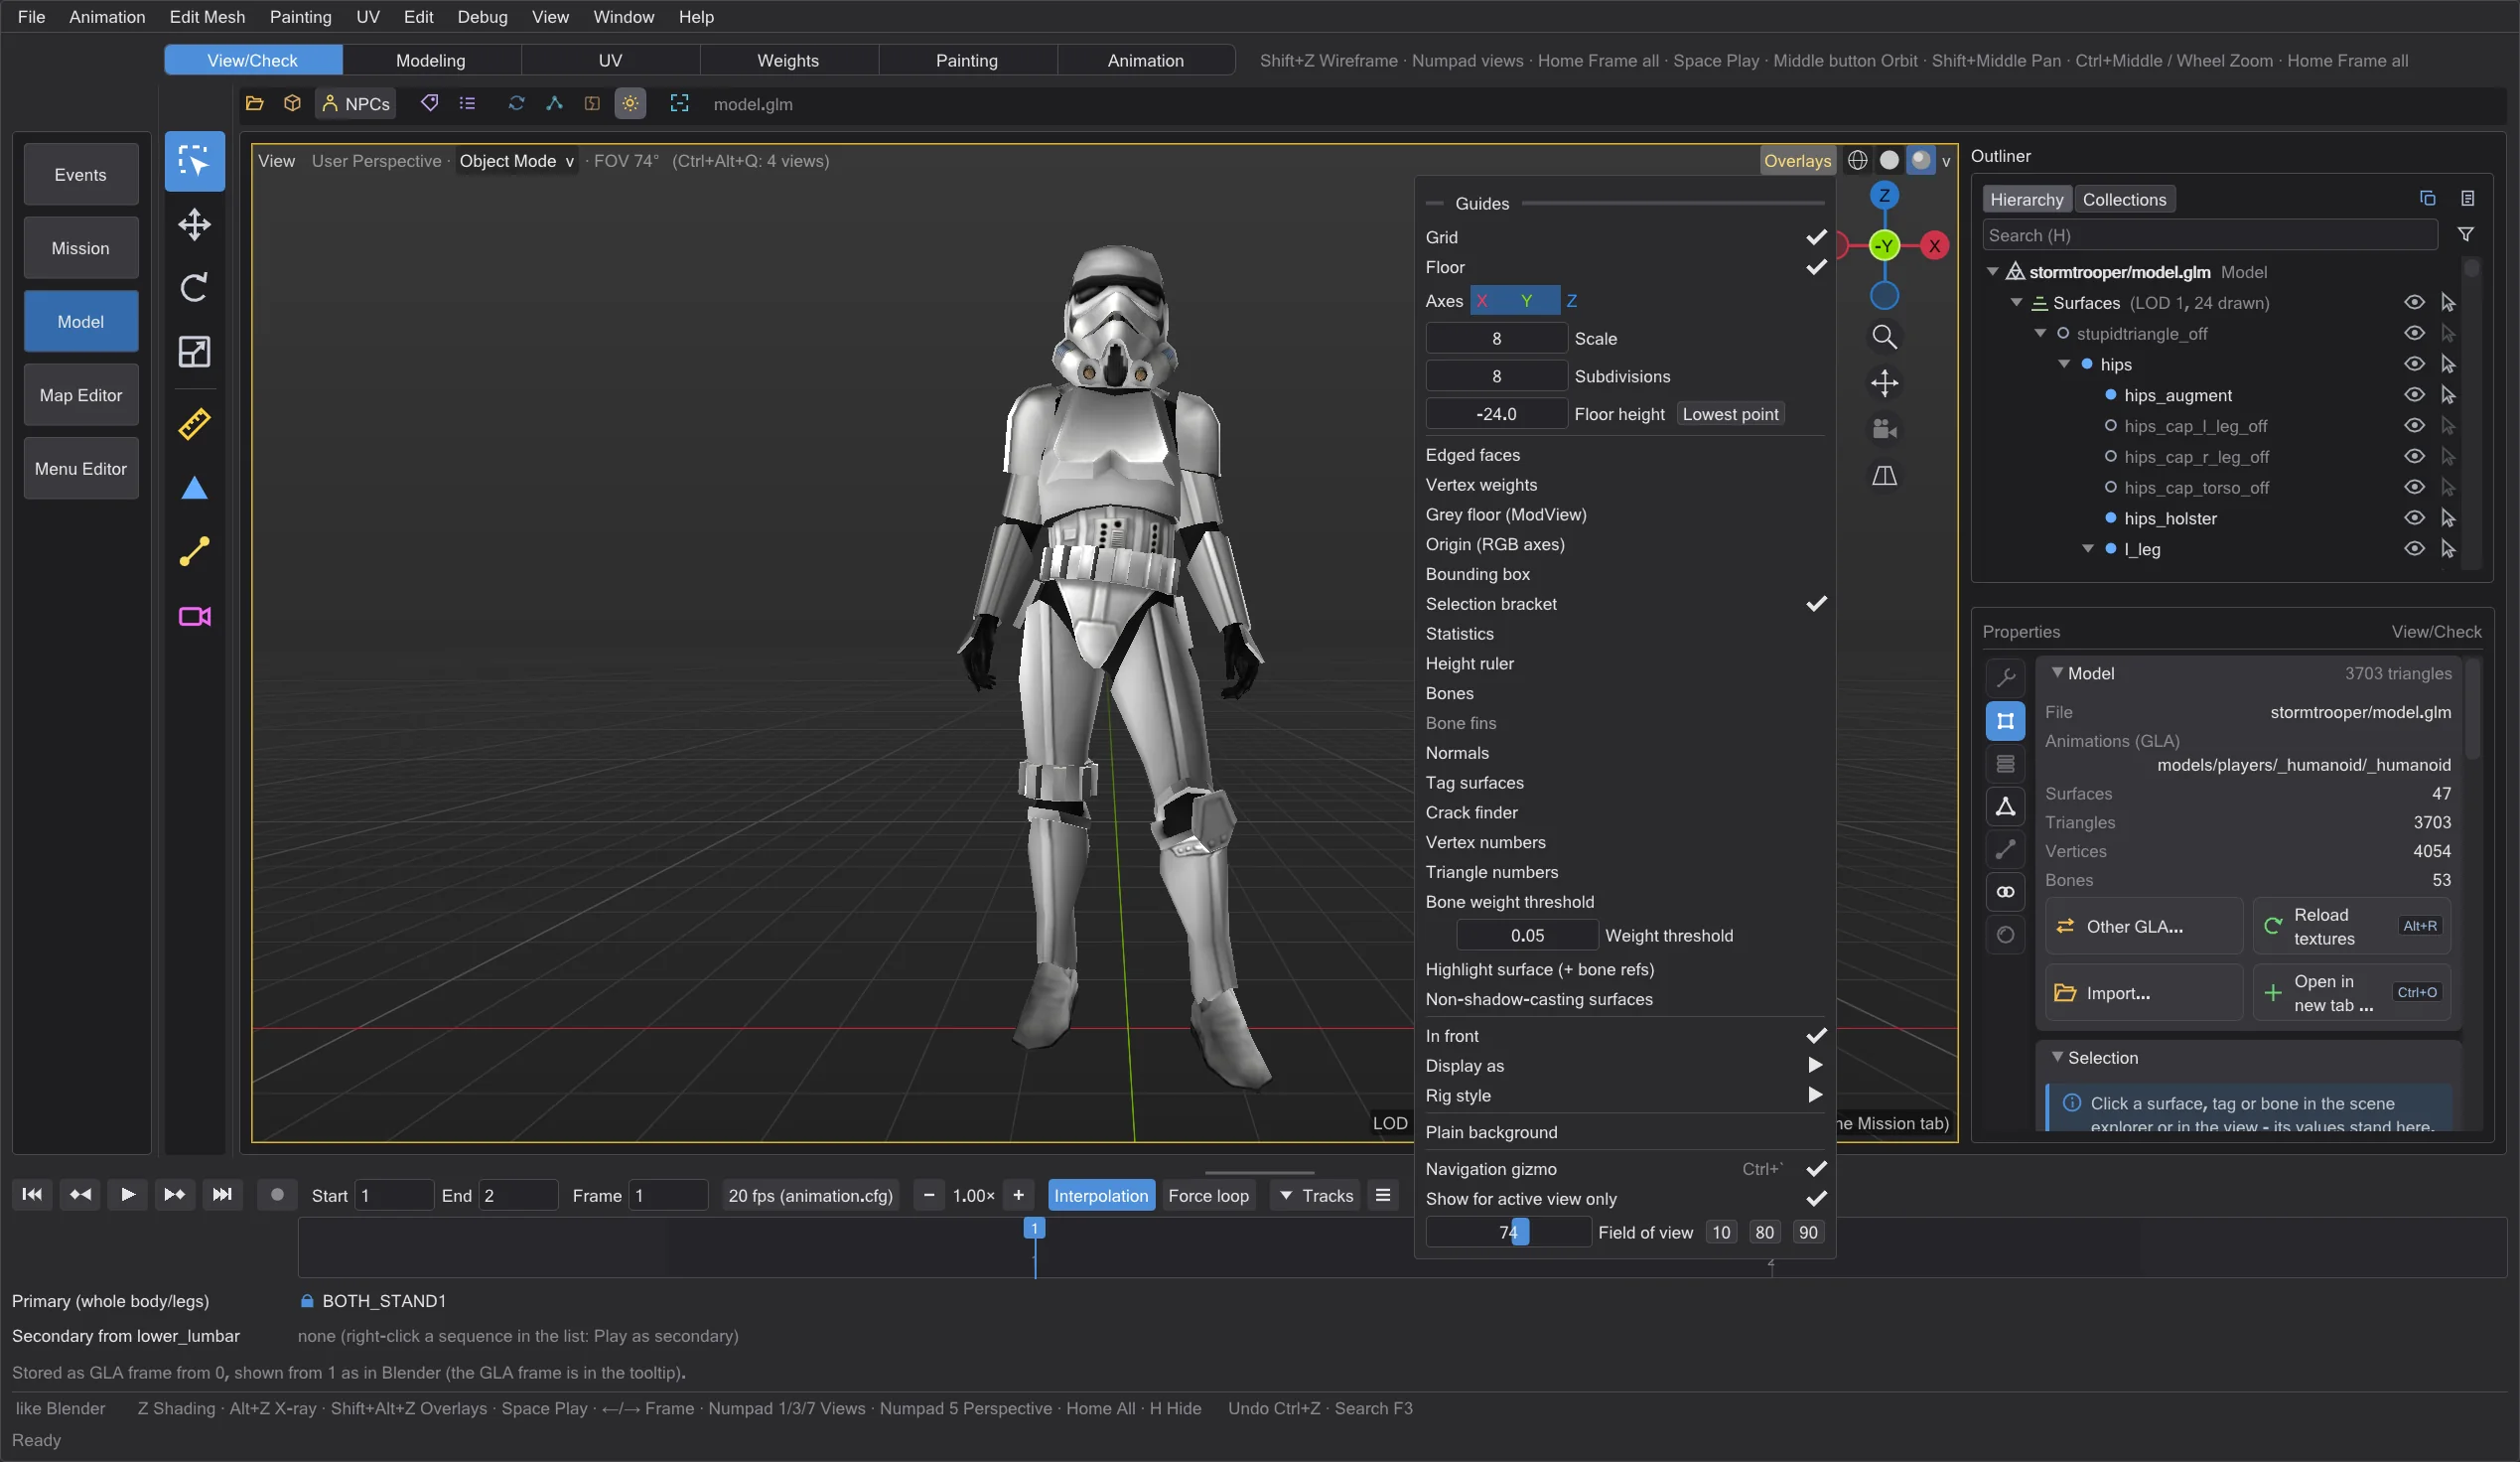 File Animation Edit Mesh Painting UV Edit Debug View Window Help
View/Check Modeling UV Weights Painting Animation Shift+Z Wireframe · Numpad views · Home Frame all · Space Play · Middle button Orbit · Shift+Middle Pan · Ctrl+Middle / Wheel Zoom · Home Frame all
NPCs model.glm
Events
Mission
Model
Map Editor
Menu Editor
View User Perspective · Object Mode v · FOV 74° (Ctrl+Alt+Q: 4 views) Overlays v
Guides
Grid
Floor
Axes X Y Z
8 Scale
8 Subdivisions
-24.0 Floor height Lowest point
Edged faces
Vertex weights
Grey floor (ModView)
Origin (RGB axes)
Bounding box
Selection bracket
Statistics
Height ruler
Bones
Bone fins
Normals
Tag surfaces
Crack finder
Vertex numbers
Triangle numbers
Bone weight threshold
0.05 Weight threshold
Highlight surface (+ bone refs)
Non-shadow-casting surfaces
In front
Display as
Rig style
Plain background
Navigation gizmo Ctrl+`
Show for active view only
74 Field of view 10 80 90
Z
-Y X
LOD
ne Mission tab)
Outliner
Hierarchy Collections
Search (H)
stormtrooper/model.glm Model
Surfaces (LOD 1, 24 drawn)
stupidtriangle_off
hips
hips_augment
hips_cap_l_leg_off
hips_cap_r_leg_off
hips_cap_torso_off
hips_holster
l_leg
Properties View/Check
Model 3703 triangles
File stormtrooper/model.glm
Animations (GLA)
models/players/_humanoid/_humanoid
Surfaces 47
Triangles 3703
Vertices 4054
Bones 53
Other GLA... Reload textures Alt+R
Import... Open in new tab ... Ctrl+O
Selection
Click a surface, tag or bone in the scene
explorer or in the view - its values stand here.
Start 1 End 2 Frame 1 20 fps (animation.cfg) − 1.00× + Interpolation Force loop Tracks
1 2
Primary (whole body/legs) BOTH_STAND1
Secondary from lower_lumbar none (right-click a sequence in the list: Play as secondary)
Stored as GLA frame from 0, shown from 1 as in Blender (the GLA frame is in the tooltip).
like Blender Z Shading · Alt+Z X-ray · Shift+Alt+Z Overlays · Space Play · ←/→ Frame · Numpad 1/3/7 Views · Numpad 5 Perspective · Home All · H Hide Undo Ctrl+Z · Search F3
Ready